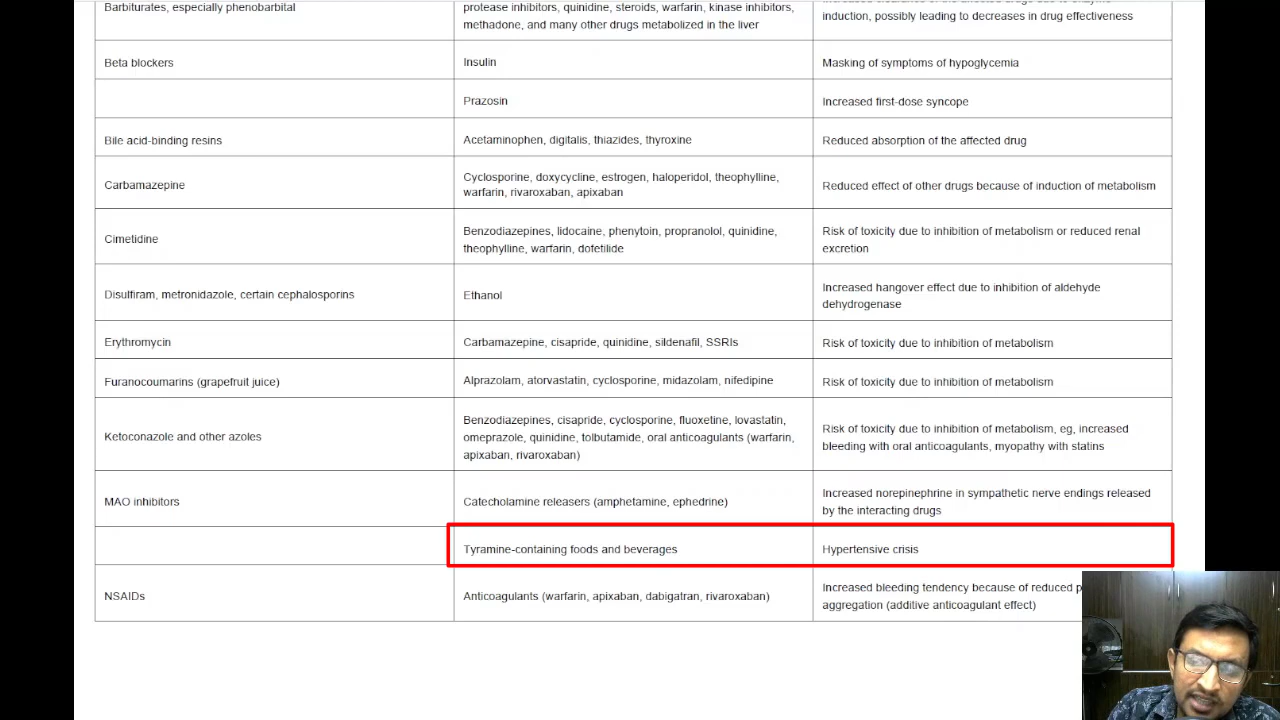 Barbiturates, especially phenobarbital
protease inhibitors, quinidine, steroids, warfarin, kinase inhibitors,
methadone, and many other drugs metabolized in the liver
induction, possibly leading to decreases in drug effectiveness
Beta blockers
Insulin
Masking of symptoms of hypoglycemia
Prazosin
Increased first-dose syncope
Bile acid-binding resins
Acetaminophen, digitalis, thiazides, thyroxine
Reduced absorption of the affected drug
Carbamazepine
Cyclosporine, doxycycline, estrogen, haloperidol, theophylline,
warfarin, rivaroxaban, apixaban
Reduced effect of other drugs because of induction of metabolism
Cimetidine
Benzodiazepines, lidocaine, phenytoin, propranolol, quinidine,
theophylline, warfarin, dofetilide
Risk of toxicity due to inhibition of metabolism or reduced renal
excretion
Disulfiram, metronidazole, certain cephalosporins
Ethanol
Increased hangover effect due to inhibition of aldehyde
dehydrogenase
Erythromycin
Carbamazepine, cisapride, quinidine, sildenafil, SSRIs
Risk of toxicity due to inhibition of metabolism
Furanocoumarins (grapefruit juice)
Alprazolam, atorvastatin, cyclosporine, midazolam, nifedipine
Risk of toxicity due to inhibition of metabolism
Ketoconazole and other azoles
Benzodiazepines, cisapride, cyclosporine, fluoxetine, lovastatin,
omeprazole, quinidine, tolbutamide, oral anticoagulants (warfarin,
apixaban, rivaroxaban)
Risk of toxicity due to inhibition of metabolism, eg, increased
bleeding with oral anticoagulants, myopathy with statins
MAO inhibitors
Catecholamine releasers (amphetamine, ephedrine)
Increased norepinephrine in sympathetic nerve endings released
by the interacting drugs
Tyramine-containing foods and beverages
Hypertensive crisis
NSAIDs
Anticoagulants (warfarin, apixaban, dabigatran, rivaroxaban)
Increased bleeding tendency because of reduced
aggregation (additive anticoagulant effect)